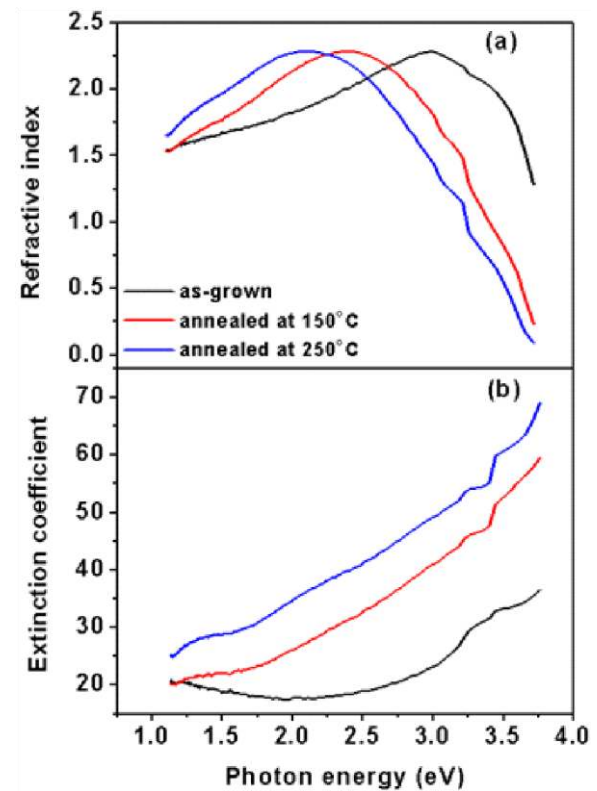 (a)
2.5
2.0
1.5
1.0
0.5
0.0
Refractive index
as-grown
annealed at 150°C
annealed at 250°C
(b)
70
60
50
40
30
20
Extinction coefficient
1.0 1.5 2.0 2.5 3.0 3.5 4.0
Photon energy (eV)